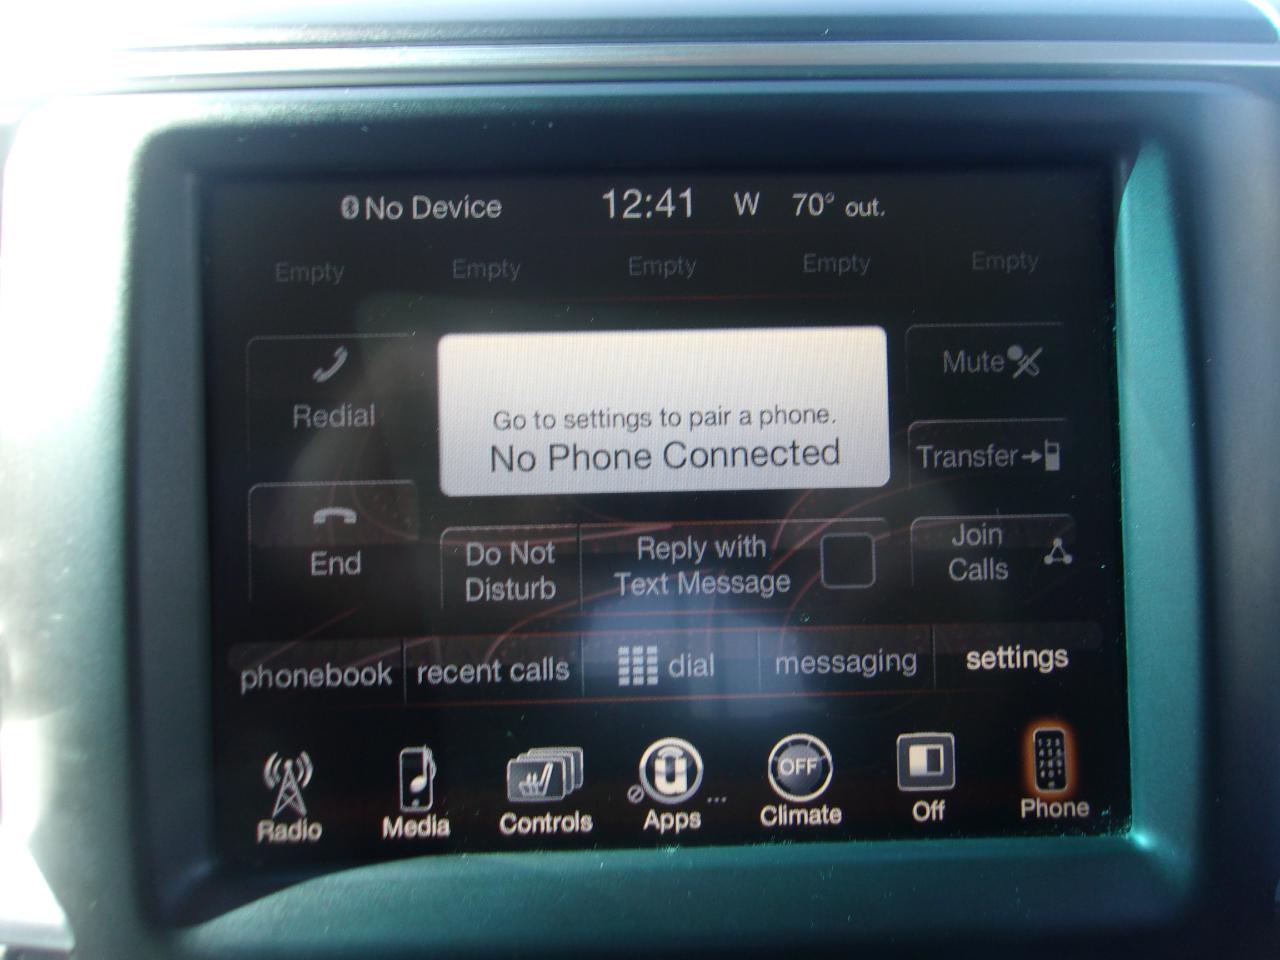 No Device 12:41 W 70° out.
Empty Empty Empty Empty Empty
Redial
Go to settings to pair a phone.
No Phone Connected
Mute
Transfer
End
Do Not
Disturb
Reply with
Text Message
Join
Calls
phonebook recent calls dial messaging settings
OFF
Radio Media Controls Apps ... Climate Off Phone